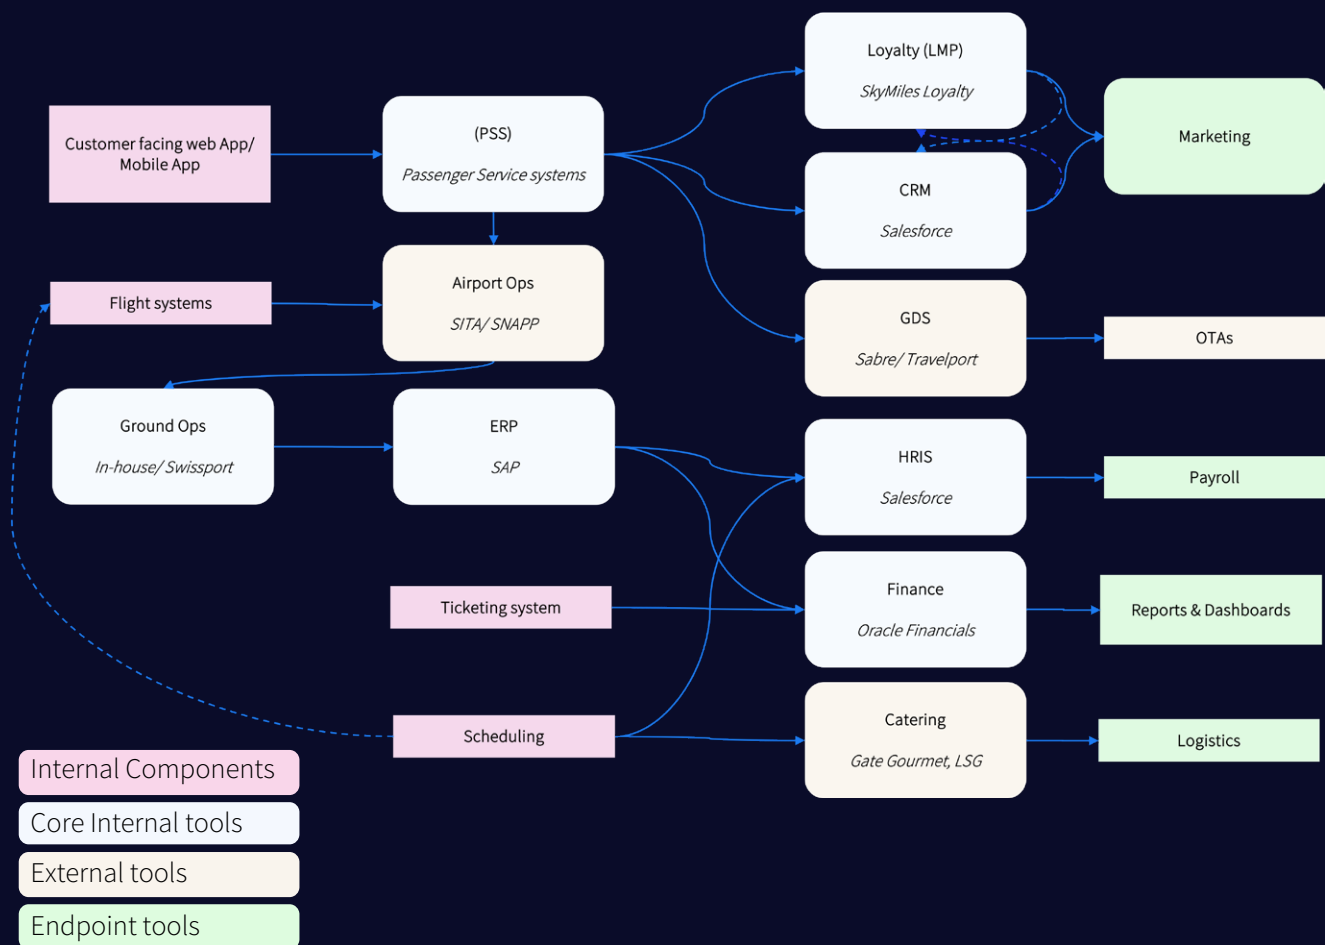 Loyalty (LMP)
SkyMiles Loyalty
Customer facing web App/
Mobile App
(PSS)
Passenger Service systems
Marketing
CRM
Salesforce
Flight systems
Airport Ops
SITA/ SNAPP
GDS
Sabre/ Travelport
OTAs
Ground Ops
In-house/ Swissport
ERP
SAP
HRIS
Salesforce
Payroll
Ticketing system
Finance
Oracle Financials
Reports & Dashboards
Scheduling
Catering
Gate Gourmet, LSG
Logistics
Internal Components
Core Internal tools
External tools
Endpoint tools